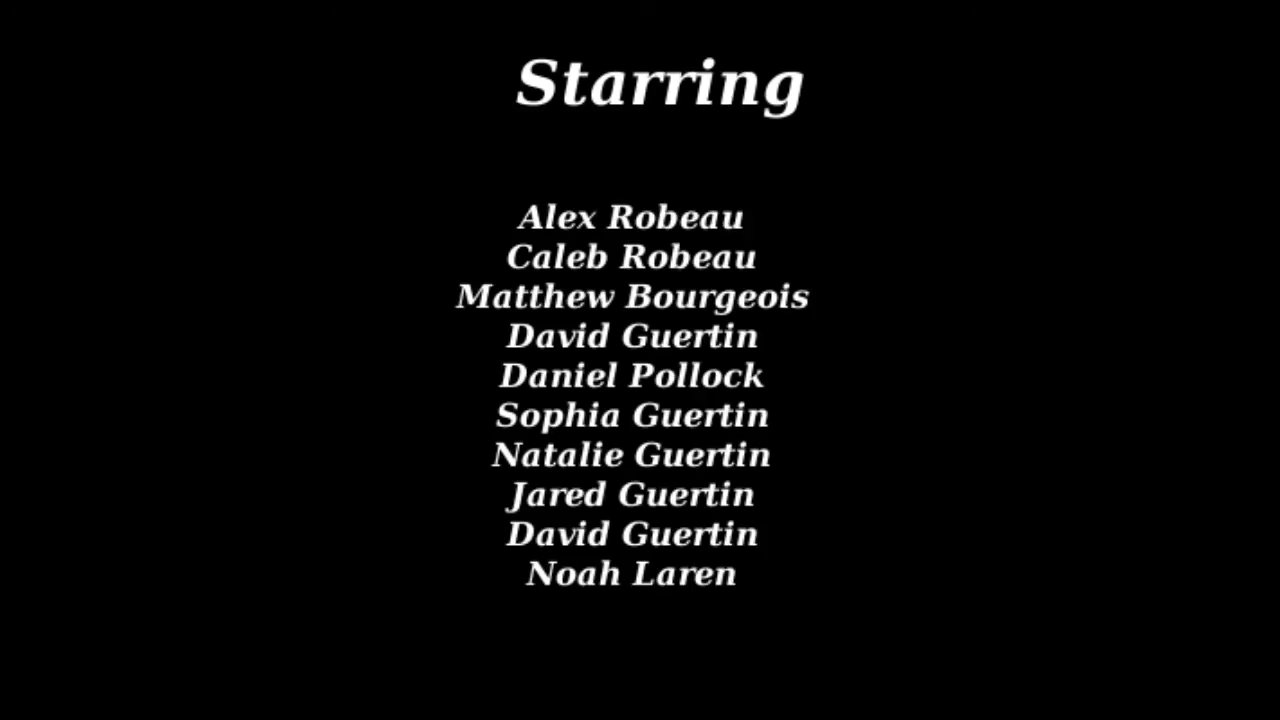 Starring
Alex Robeau
Caleb Robeau
Matthew Bourgeois
David Guertin
Daniel Pollock
Sophia Guertin
Natalie Guertin
Jared Guertin
David Guertin
Noah Laren